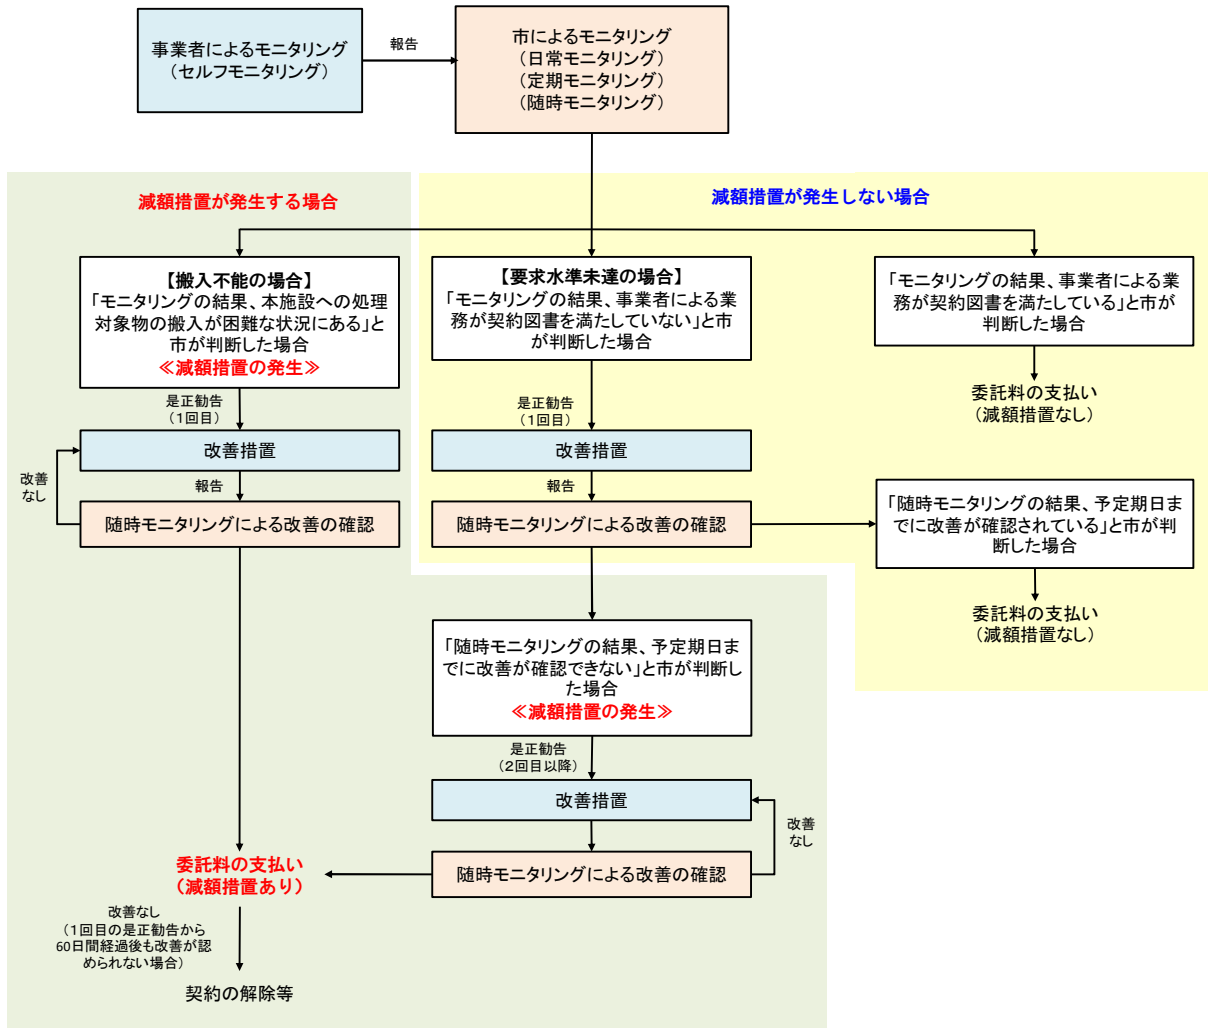 事業者によるモニタリング
（セルフモニタリング）
報告
市によるモニタリング
（日常モニタリング）
（定期モニタリング）
（随時モニタリング）
減額措置が発生する場合
減額措置が発生しない場合
【搬入不能の場合】
「モニタリングの結果、本施設への処理
対象物の搬入が困難な状況にある」と
市が判断した場合
≪減額措置の発生≫
是正勧告
（１回目）
改善措置
報告
随時モニタリングによる改善の確認
改善
なし
【要求水準未達の場合】
「モニタリングの結果、事業者による業
務が契約図書を満たしていない」と市
が判断した場合
是正勧告
（１回目）
改善措置
報告
随時モニタリングによる改善の確認
「モニタリングの結果、事業者による業
務が契約図書を満たしている」と市が
判断した場合
委託料の支払い
（減額措置なし）
「随時モニタリングの結果、予定期日ま
でに改善が確認されている」と市が判
断した場合
委託料の支払い
（減額措置なし）
「随時モニタリングの結果、予定期日ま
でに改善が確認できない」と市が判断し
た場合
≪減額措置の発生≫
是正勧告
（２回目以降）
改善措置
随時モニタリングによる改善の確認
改善
なし
委託料の支払い
（減額措置あり）
改善なし
（１回目の是正勧告から
60日間経過後も改善が認
められない場合）
契約の解除等